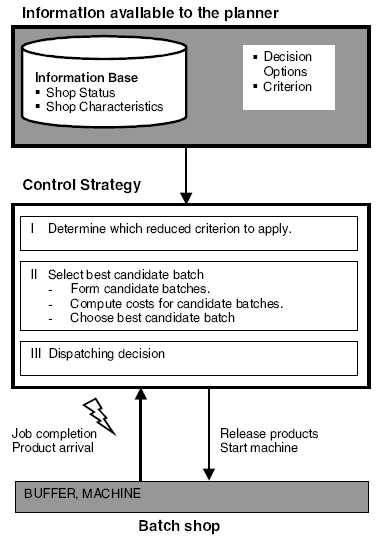 Information available to the planner
Information Base
▪ Shop Status
▪ Shop Characteristics
▪ Decision
Options
▪ Criterion
Control Strategy
I Determine which reduced criterion to apply.
II Select best candidate batch
- Form candidate batches.
- Compute costs for candidate batches.
- Choose best candidate batch
III Dispatching decision
Job completion
Product arrival
Release products
Start machine
BUFFER, MACHINE
Batch shop